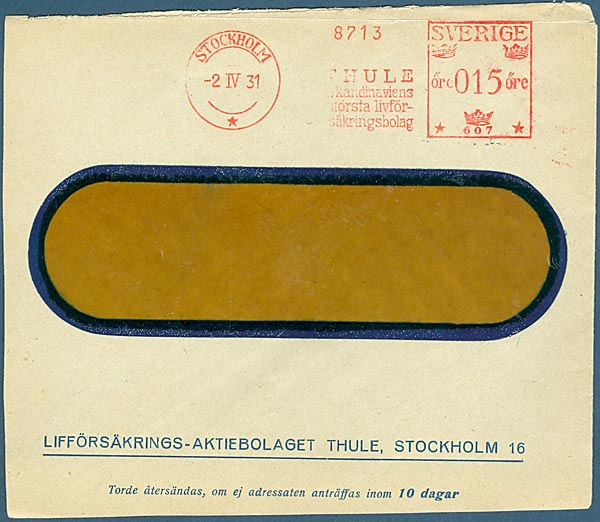 STOCKHOLM
-2 IV 31
8713
THULE
skandinaviens
största livför-
säkringsbolag
SVERIGE
öre 015 öre
607
LIFFÖRSÄKRINGS-AKTIEBOLAGET THULE, STOCKHOLM 16
Torde återsändas, om ej adressaten anträffas inom 10 dagar